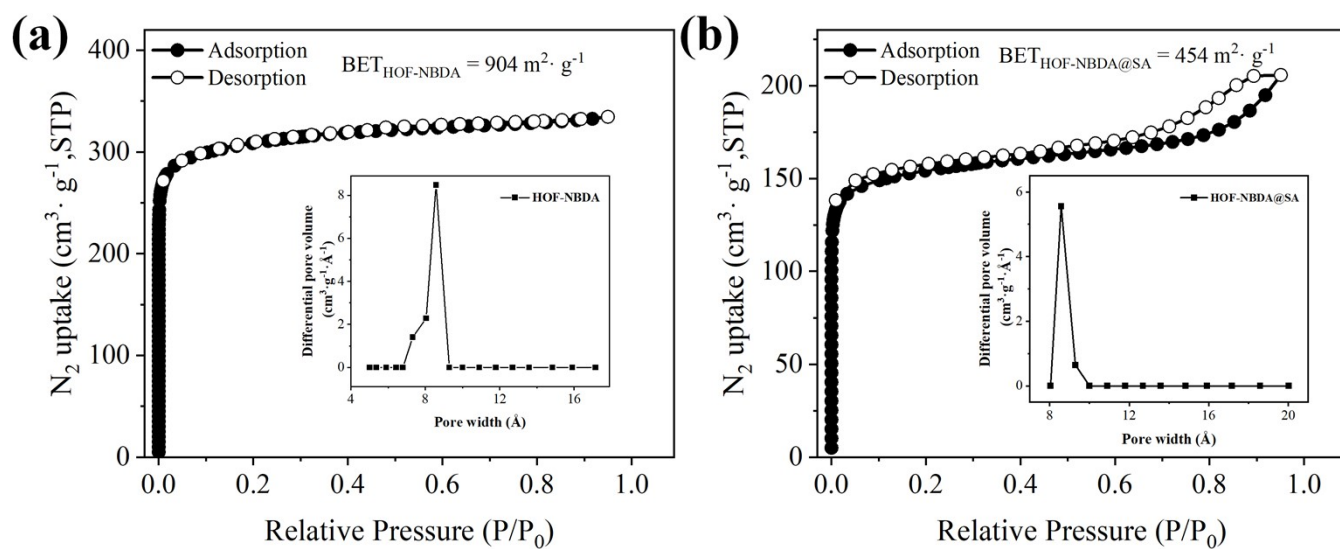 (a)
Adsorption
Desorption
BET_HOF-NBDA = 904 m²· g⁻¹
N₂ uptake (cm³· g⁻¹,STP)
400
300
200
100
0
0.0 0.2 0.4 0.6 0.8 1.0
Relative Pressure (P/P₀)
HOF-NBDA
Differential pore volume
(cm³·g⁻¹·Å⁻¹)
8
6
4
2
0
4 8 12 16
Pore width (Å)
(b)
Adsorption
Desorption
BET_HOF-NBDA@SA = 454 m²· g⁻¹
N₂ uptake (cm³· g⁻¹,STP)
200
150
100
50
0
0.0 0.2 0.4 0.6 0.8 1.0
Relative Pressure (P/P₀)
HOF-NBDA@SA
Differential pore volume
(cm³·g⁻¹·Å⁻¹)
6
4
2
0
8 12 16 20
Pore width (Å)